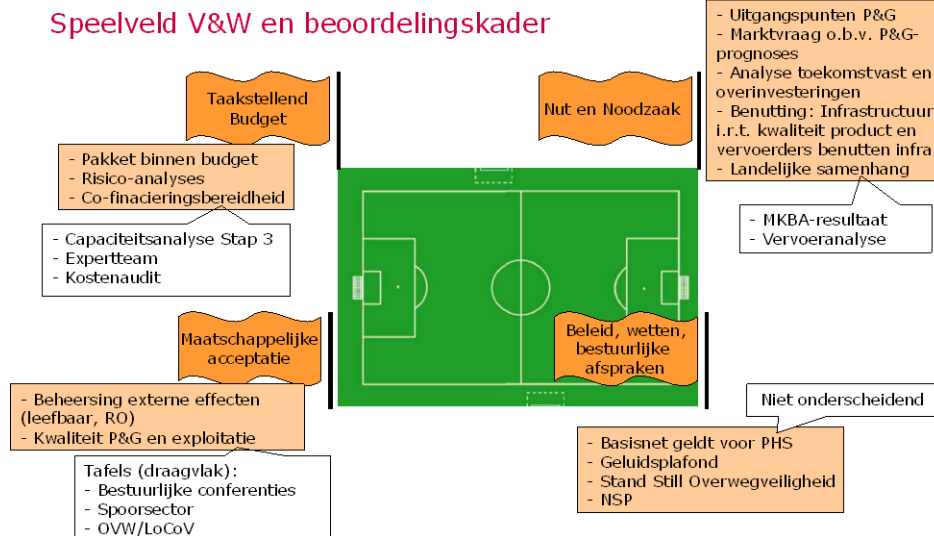 Speelveld V&W en beoordelingskader
Taakstellend
Budget
- Pakket binnen budget
- Risico-analyses
- Co-finacieringsbereidheid
- Capaciteitsanalyse Stap 3
- Expertteam
- Kostenaudit
Nut en Noodzaak
- Uitgangspunten P&G
- Marktvraag o.b.v. P&G-
prognoses
- Analyse toekomstvast en
overinvesteringen
- Benutting: Infrastructuur
i.r.t. kwaliteit product en
vervoerders benutten infra
- Landelijke samenhang
- MKBA-resultaat
- Vervoeranalyse
Maatschappelijke
acceptatie
- Beheersing externe effecten
(leefbaar, RO)
- Kwaliteit P&G en exploitatie
Tafels (draagvlak):
- Bestuurlijke conferenties
- Spoorsector
- OVW/LoCoV
Beleid, wetten,
bestuurlijke
afspraken
Niet onderscheidend
- Basisnet geldt voor PHS
- Geluidsplafond
- Stand Still Overwegveiligheid
- NSP